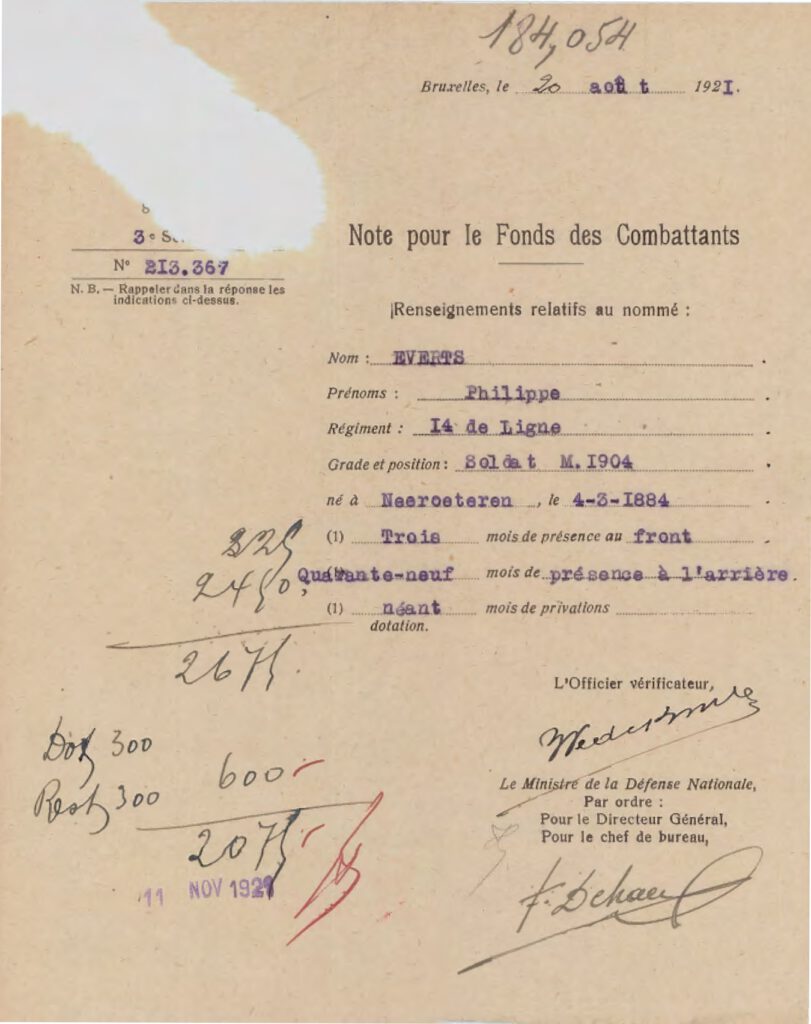 184,054
Bruxelles, le 20 août 1921.
3e S
N° 213.367
N. B. — Rappeler dans la réponse les
indications ci-dessus.
Note pour le Fonds des Combattants
Renseignements relatifs au nommé :
Nom : EVERTS
Prénoms : Philippe
Régiment : I4 de Ligne
Grade et position : Soldat M.I904
né à Neeroeteren, le 4-3-I884
(1) Trois mois de présence au front
Quarante-neuf mois de présence à l'arrière.
(1) néant mois de privations
dotation.
225
2450
2675.
Dot 300
600
Rest 300
2075
11 NOV 1921
L'Officier vérificateur,
Le Ministre de la Défense Nationale,
Par ordre :
Pour le Directeur Général,
Pour le chef de bureau,